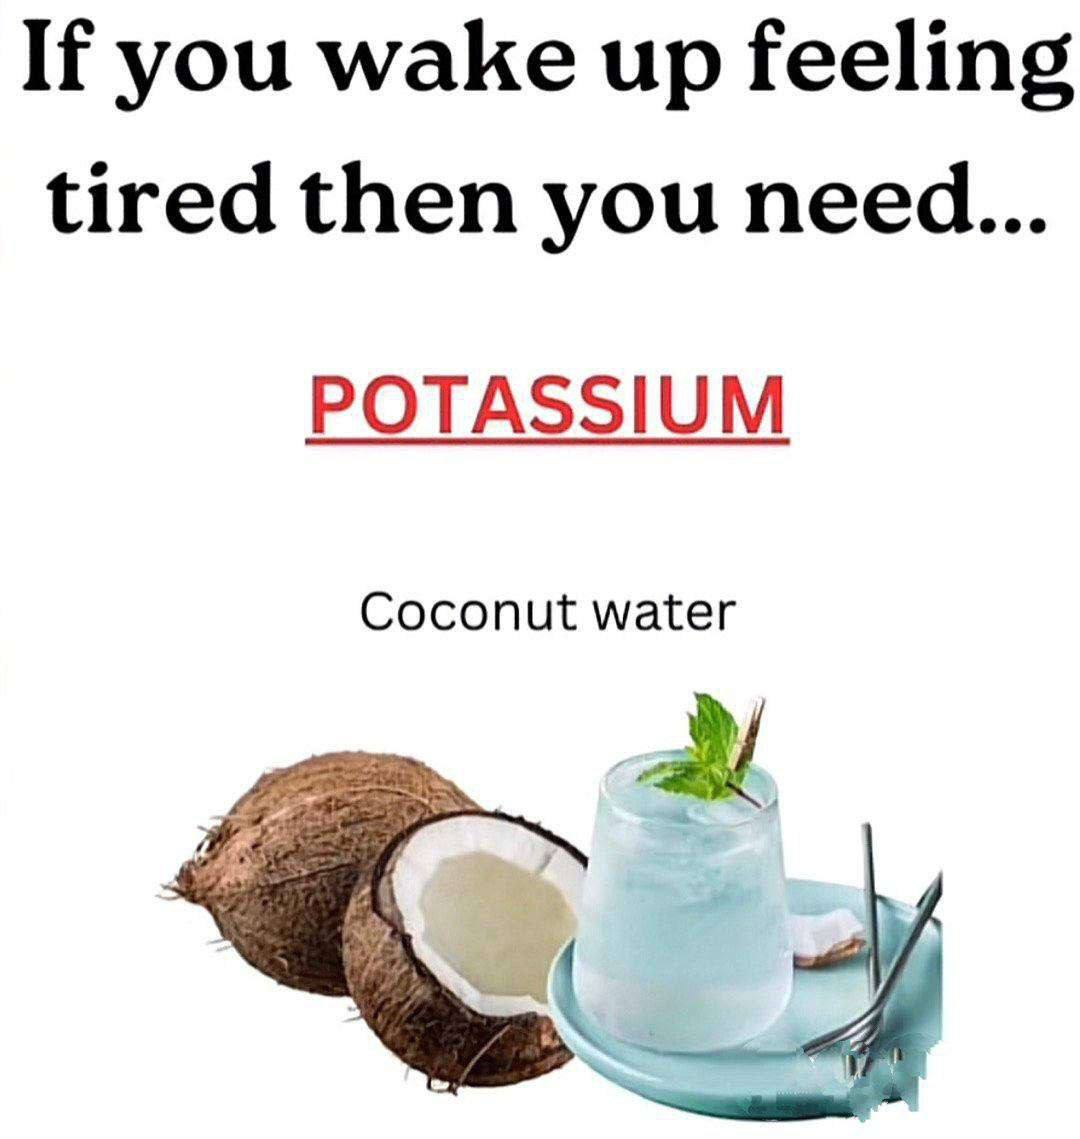 If you wake up feeling
tired then you need...
POTASSIUM
Coconut water